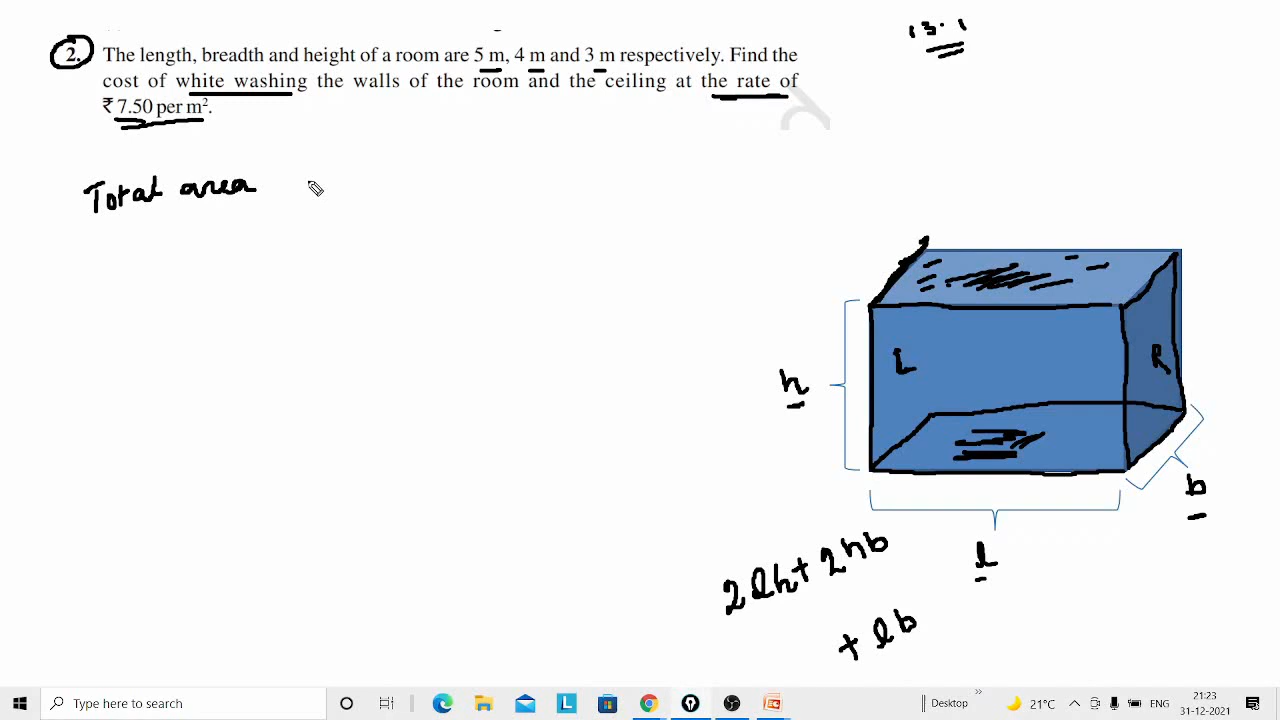 13.1
2. The length, breadth and height of a room are 5 m, 4 m and 3 m respectively. Find the
cost of white washing the walls of the room and the ceiling at the rate of
₹ 7.50 per m².
Total area
L
R
h
b
l
2lh+2hb
+lb
Type here to search
L
Desktop
»
21°C
ENG
21:23
31-12-2021